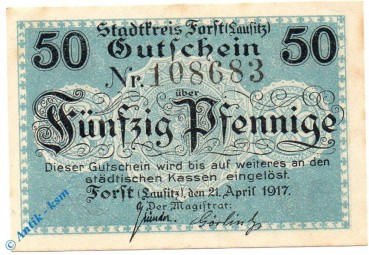 Stadtkreis Forst (Lausitz)
50 Gutschein 50
Nr. 108683
über
Fünfzig Pfennige
Dieser Gutschein wird bis auf weiteres an den
städtischen Kassen eingelöst.
Forst (Lausitz), den 21. April 1917.
Der Magistrat:
Görlintz
© Antik - ksm